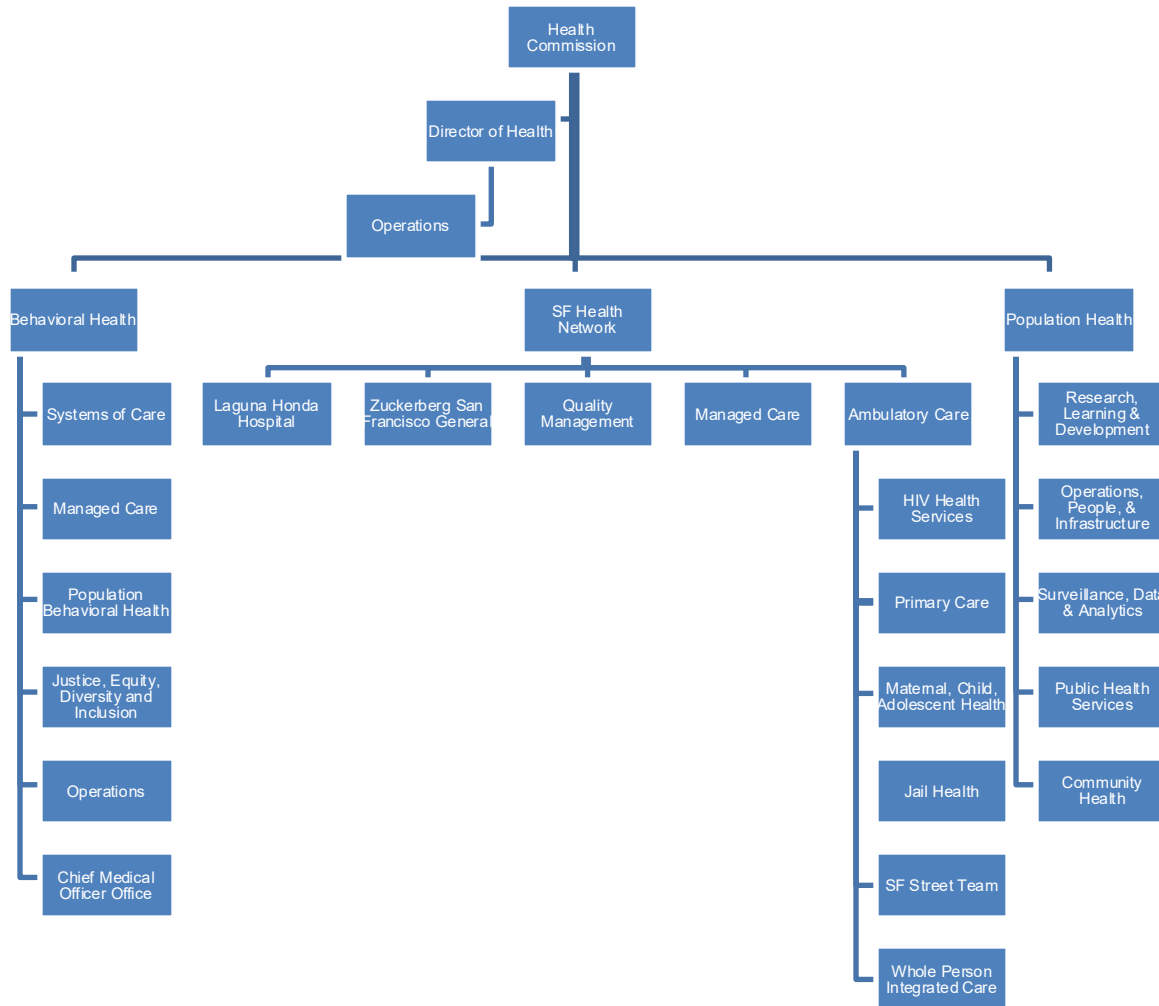 Health
Commission
Director of Health
Operations
Behavioral Health
SF Health
Network
Population Health
Systems of Care
Managed Care
Population
Behavioral Health
Justice, Equity,
Diversity and
Inclusion
Operations
Chief Medical
Officer Office
Laguna Honda
Hospital
Zuckerberg San
Francisco General
Quality
Management
Managed Care
Ambulatory Care
HIV Health
Services
Primary Care
Maternal, Child,
Adolescent Health
Jail Health
SF Street Team
Whole Person
Integrated Care
Research,
Learning &
Development
Operations,
People, &
Infrastructure
Surveillance, Data
& Analytics
Public Health
Services
Community
Health